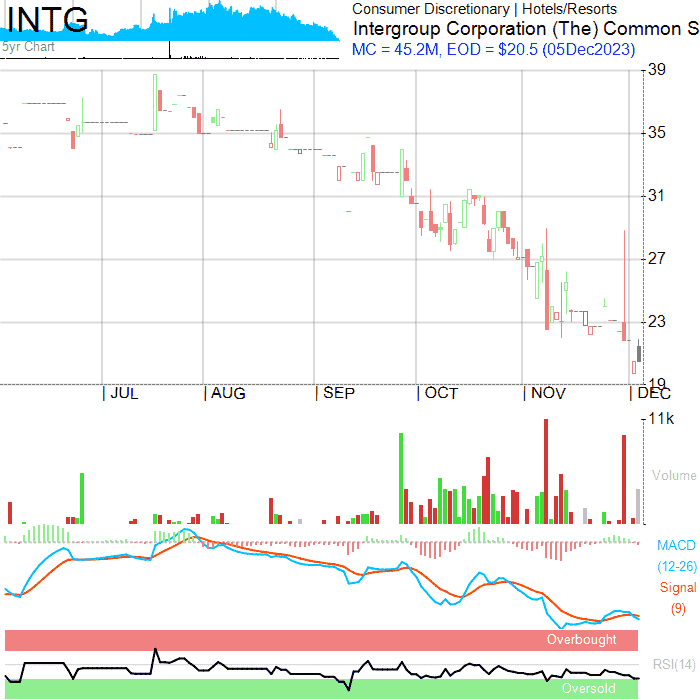 INTG
5yr Chart
Consumer Discretionary | Hotels/Resorts
Intergroup Corporation (The) Common S
MC = 45.2M, EOD = $20.5 (05Dec2023)
39
35
31
27
23
19
| JUL | AUG | SEP | OCT | NOV | DEC
11k
Volume
MACD
(12-26)
Signal
(9)
Overbought
RSI(14)
Oversold